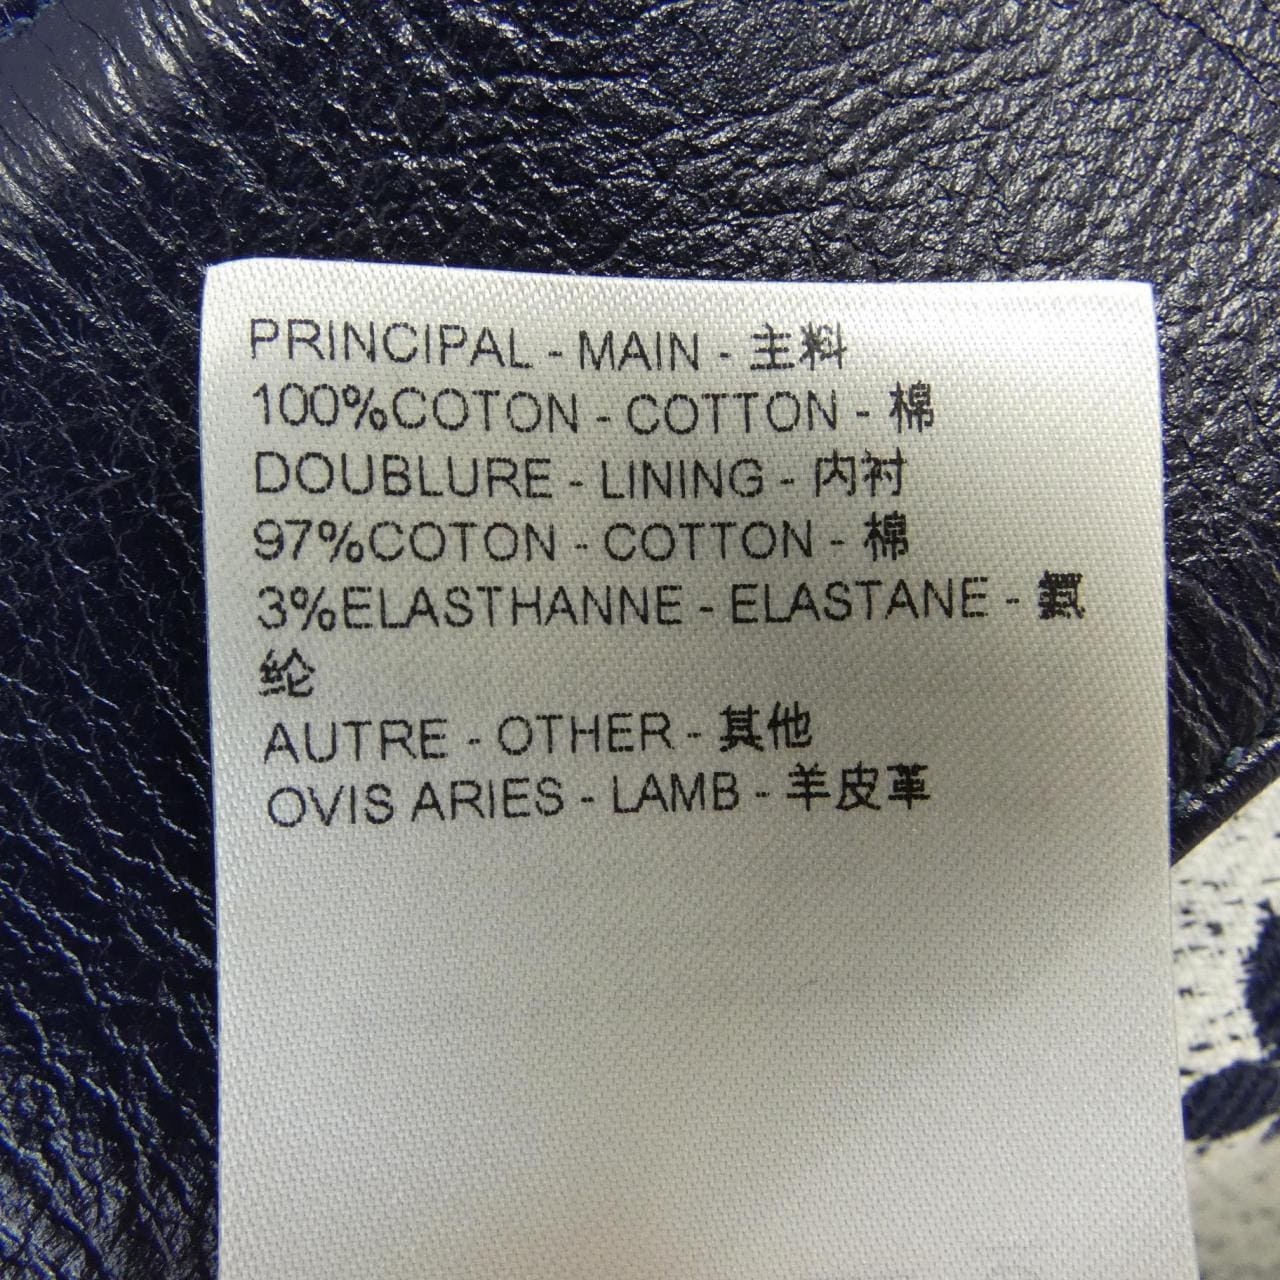 PRINCIPAL - MAIN - 主料
100%COTON - COTTON - 棉
DOUBLURE - LINING - 内衬
97%COTON - COTTON - 棉
3%ELASTHANNE - ELASTANE - 氨
纶
AUTRE - OTHER - 其他
OVIS ARIES - LAMB - 羊皮革